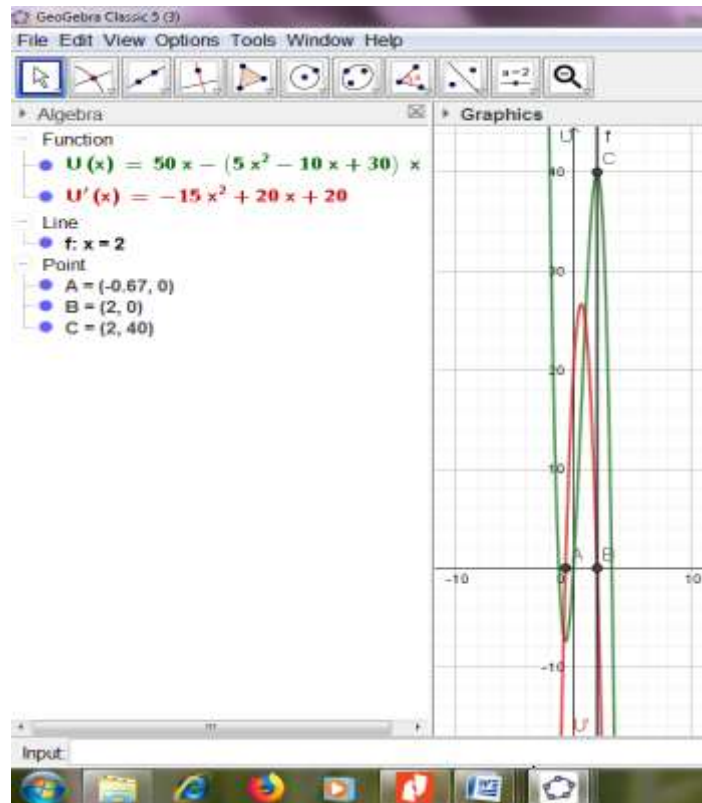 GeoGebra Classic 5 (3)
File Edit View Options Tools Window Help
a=2
Algebra
Graphics
Function
U (x) = 50 x − (5 x² − 10 x + 30) x
U′(x) = −15 x² + 20 x + 20
Line
f: x = 2
Point
A = (-0.67, 0)
B = (2, 0)
C = (2, 40)
U f
C
40
30
20
10
A B
-10 0 10
-10
U′
Input: